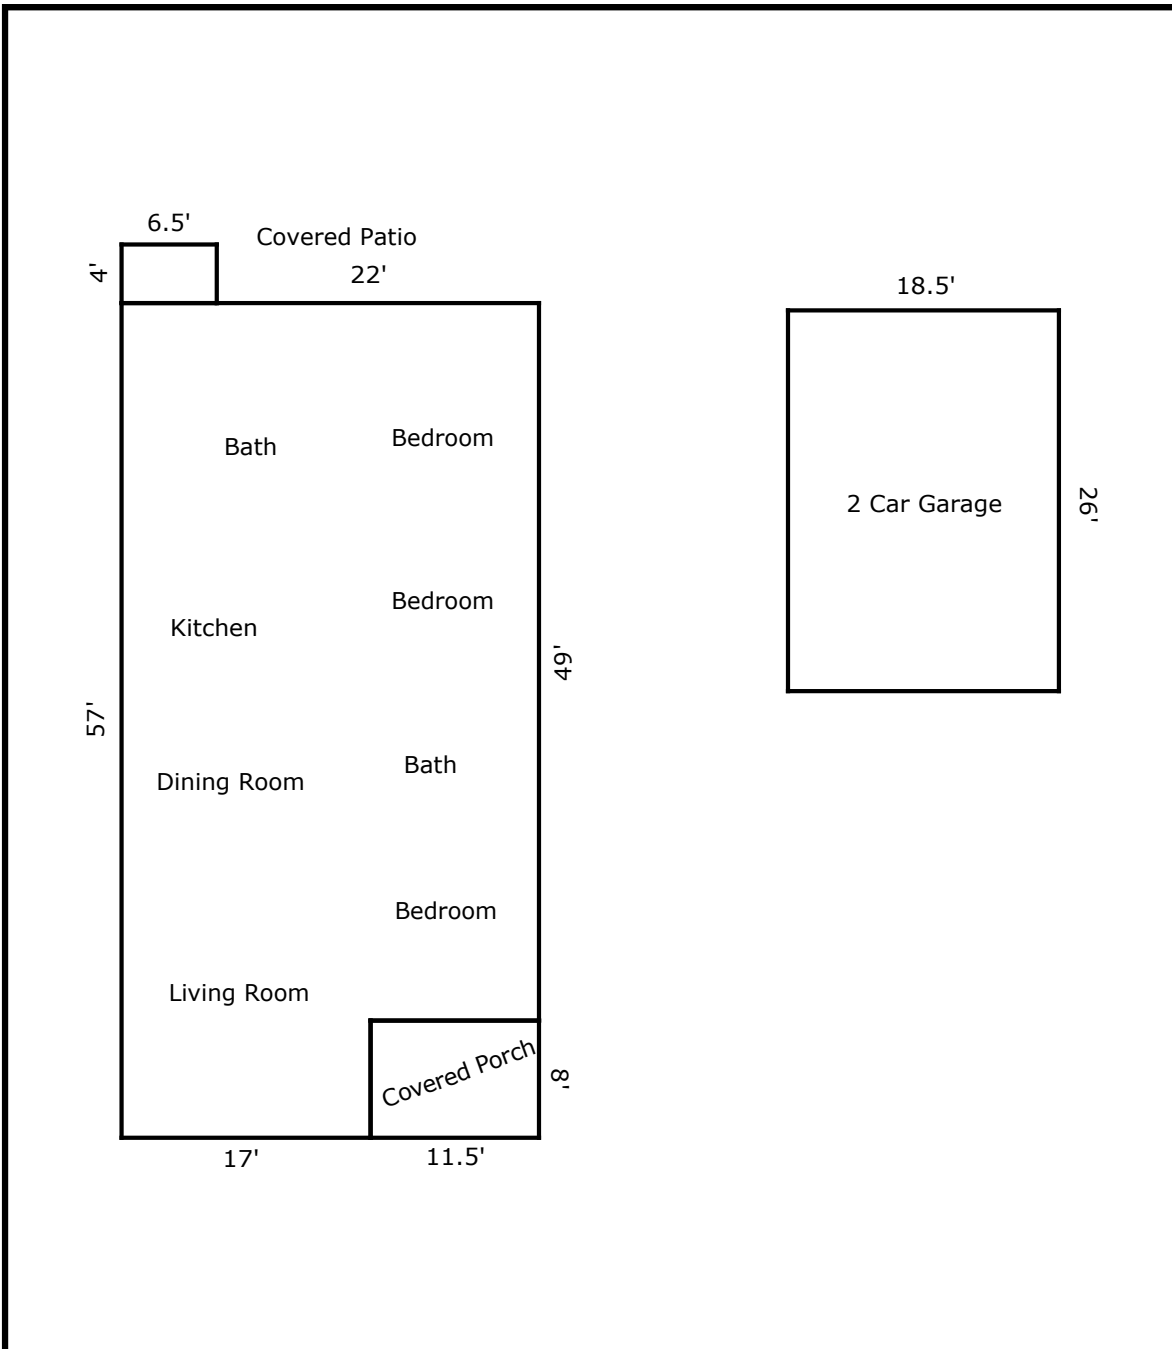 6.5'
Covered Patio
4'
22'
18.5'
Bath
Bedroom
2 Car Garage
26'
Bedroom
Kitchen
49'
57'
Bath
Dining Room
Bedroom
Living Room
Covered Porch
8'
17'
11.5'